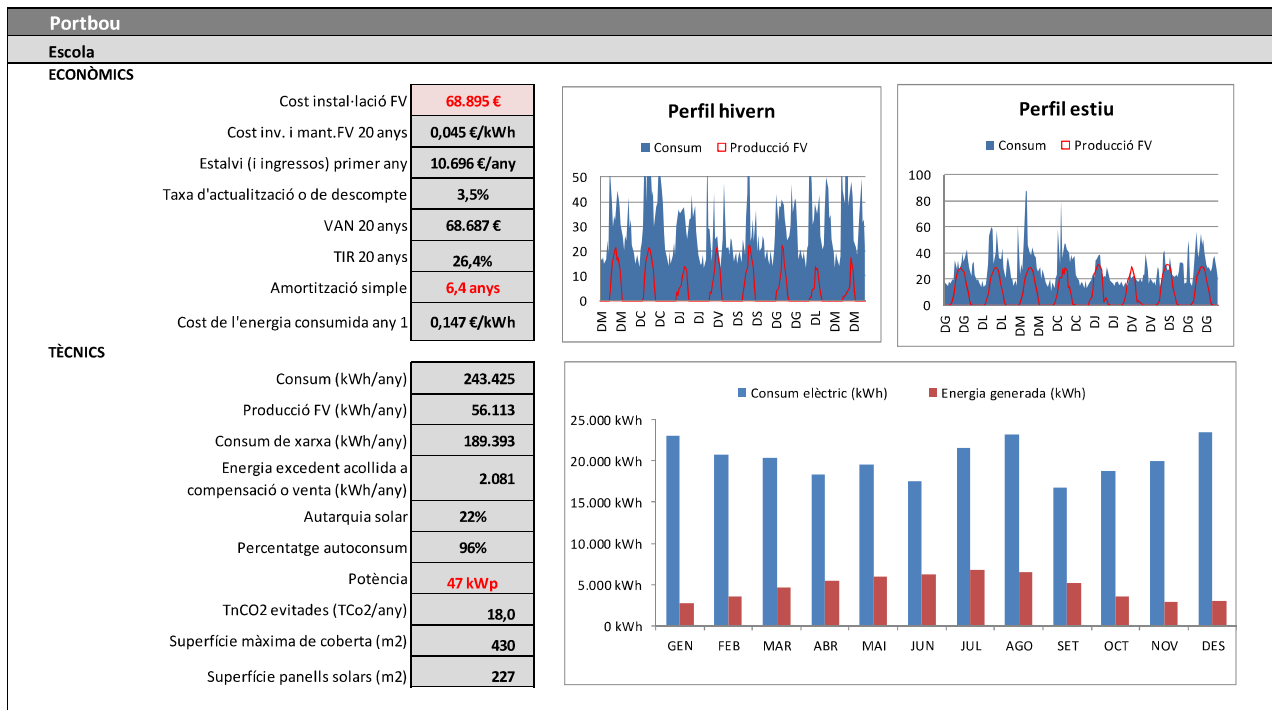 Portbou
Escola
ECONÒMICS
Cost instal·lació FV 68.895 €
Cost inv. i mant.FV 20 anys 0,045 €/kWh
Estalvi (i ingressos) primer any 10.696 €/any
Taxa d'actualització o de descompte 3,5%
VAN 20 anys 68.687 €
TIR 20 anys 26,4%
Amortització simple 6,4 anys
Cost de l'energia consumida any 1 0,147 €/kWh
Perfil hivern
Consum Producció FV
50
40
30
20
10
0
DM DM DC DC DJ DJ DV DS DS DG DG DL DM DM
Perfil estiu
Consum Producció FV
100
80
60
40
20
0
DG DG DL DL DM DM DC DC DJ DJ DV DV DS DG DG
TÈCNICS
Consum (kWh/any) 243.425
Producció FV (kWh/any) 56.113
Consum de xarxa (kWh/any) 189.393
Energia excedent acollida a
compensació o venta (kWh/any) 2.081
Autarquia solar 22%
Percentatge autoconsum 96%
Potència 47 kWp
TnCO2 evitades (TCo2/any) 18,0
Superfície màxima de coberta (m2) 430
Superfície panells solars (m2) 227
Consum elèctric (kWh) Energia generada (kWh)
25.000 kWh
20.000 kWh
15.000 kWh
10.000 kWh
5.000 kWh
0 kWh
GEN FEB MAR ABR MAI JUN JUL AGO SET OCT NOV DES